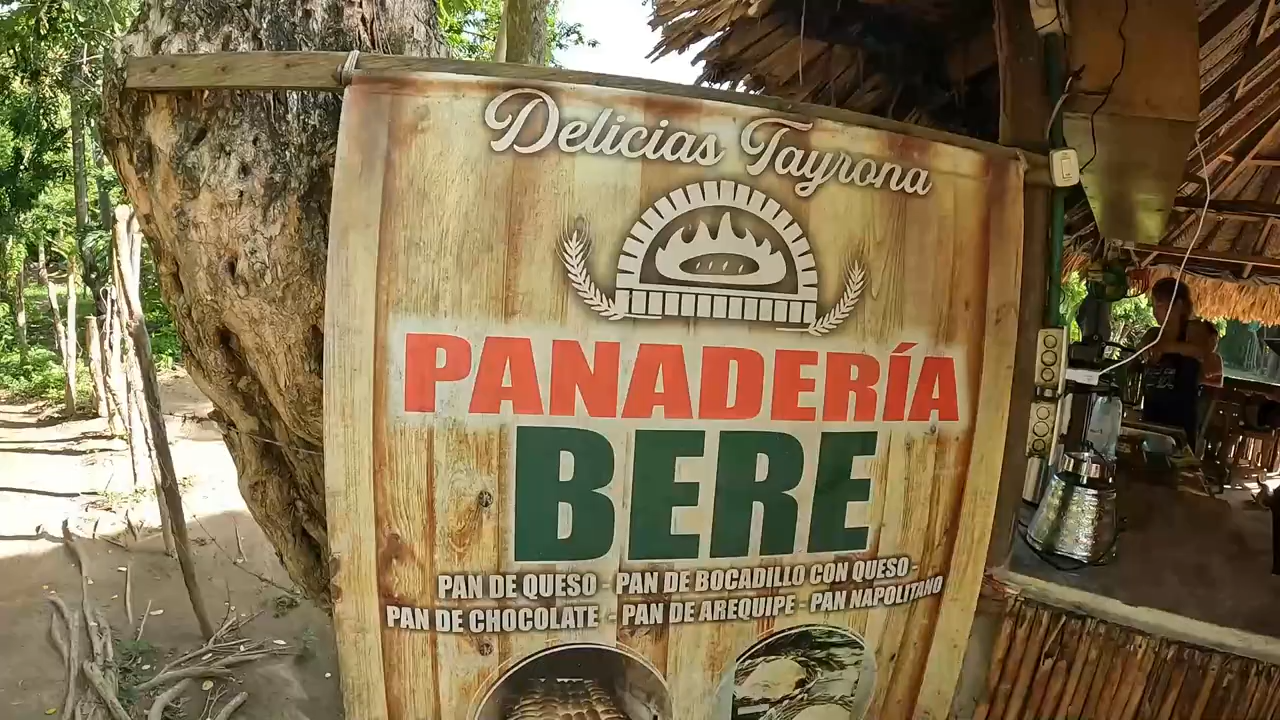 Delicias Tayrona
PANADERÍA
BERE
PAN DE QUESO - PAN DE BOCADILLO CON QUESO -
PAN DE CHOCOLATE - PAN DE AREQUIPE - PAN NAPOLITANO